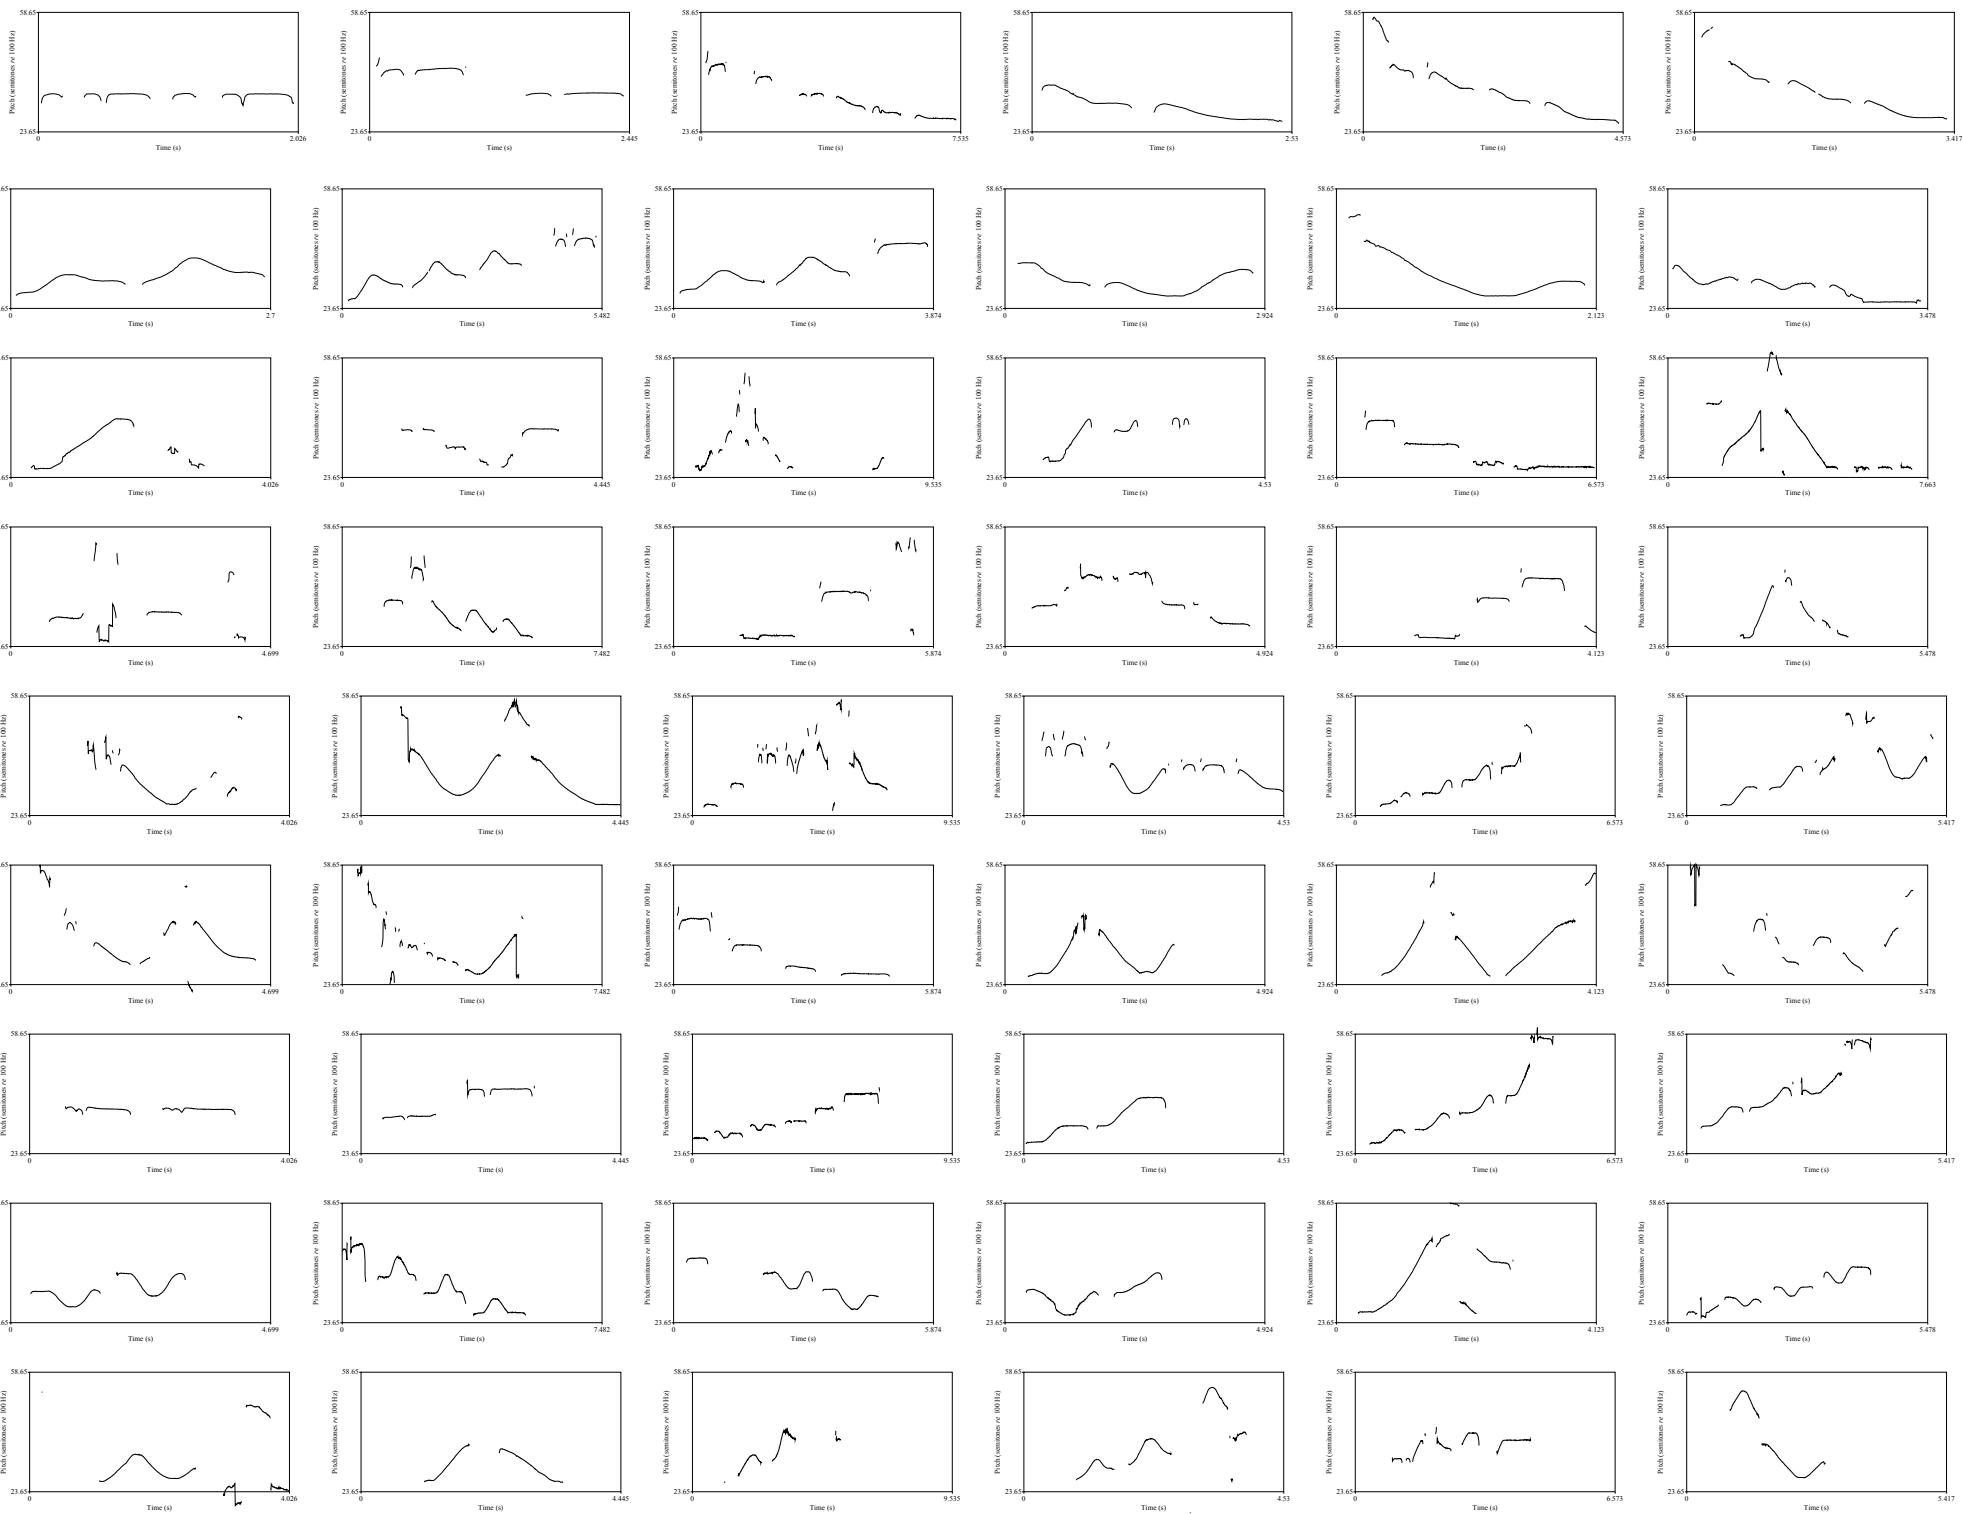 58.65 58.65 58.65 58.65 58.65 58.65
Pitch (semitones re 100 Hz) Pitch (semitones re 100 Hz) Pitch (semitones re 100 Hz) Pitch (semitones re 100 Hz) Pitch (semitones re 100 Hz) Pitch (semitones re 100 Hz)
23.65 23.65 23.65 23.65 23.65 23.65
0 2.026 0 2.445 0 7.535 0 2.53 0 4.573 0 3.417
Time (s) Time (s) Time (s) Time (s) Time (s) Time (s)
.65 58.65 58.65 58.65 58.65 58.65
Pitch (semitones re 100 Hz) Pitch (semitones re 100 Hz) Pitch (semitones re 100 Hz) Pitch (semitones re 100 Hz) Pitch (semitones re 100 Hz)
.65 23.65 23.65 23.65 23.65 23.65
0 2.7 0 5.482 0 3.874 0 2.924 0 2.123 0 3.478
Time (s) Time (s) Time (s) Time (s) Time (s) Time (s)
.65 58.65 58.65 58.65 58.65 58.65
Pitch (semitones re 100 Hz) Pitch (semitones re 100 Hz) Pitch (semitones re 100 Hz) Pitch (semitones re 100 Hz) Pitch (semitones re 100 Hz)
.65 23.65 23.65 23.65 23.65 23.65
0 4.026 0 4.445 0 9.535 0 4.53 0 6.573 0 7.663
Time (s) Time (s) Time (s) Time (s) Time (s) Time (s)
.65 58.65 58.65 58.65 58.65 58.65
Pitch (semitones re 100 Hz) Pitch (semitones re 100 Hz) Pitch (semitones re 100 Hz) Pitch (semitones re 100 Hz) Pitch (semitones re 100 Hz)
.65 23.65 23.65 23.65 23.65 23.65
0 4.699 0 7.482 0 5.874 0 4.924 0 4.123 0 5.478
Time (s) Time (s) Time (s) Time (s) Time (s) Time (s)
58.65 58.65 58.65 58.65 58.65 58.65
Pitch (semitones re 100 Hz) Pitch (semitones re 100 Hz) Pitch (semitones re 100 Hz) Pitch (semitones re 100 Hz) Pitch (semitones re 100 Hz) Pitch (semitones re 100 Hz)
23.65 23.65 23.65 23.65 23.65 23.65
0 4.026 0 4.445 0 9.535 0 4.53 0 6.573 0 5.417
Time (s) Time (s) Time (s) Time (s) Time (s) Time (s)
.65 58.65 58.65 58.65 58.65 58.65
Pitch (semitones re 100 Hz) Pitch (semitones re 100 Hz) Pitch (semitones re 100 Hz) Pitch (semitones re 100 Hz) Pitch (semitones re 100 Hz)
.65 23.65 23.65 23.65 23.65 23.65
0 4.699 0 7.482 0 5.874 0 4.924 0 4.123 0 5.478
Time (s) Time (s) Time (s) Time (s) Time (s) Time (s)
58.65 58.65 58.65 58.65 58.65 58.65
Pitch (semitones re 100 Hz) Pitch (semitones re 100 Hz) Pitch (semitones re 100 Hz) Pitch (semitones re 100 Hz) Pitch (semitones re 100 Hz) Pitch (semitones re 100 Hz)
23.65 23.65 23.65 23.65 23.65 23.65
0 4.026 0 4.445 0 9.535 0 4.53 0 6.573 0 5.417
Time (s) Time (s) Time (s) Time (s) Time (s) Time (s)
.65 58.65 58.65 58.65 58.65 58.65
Pitch (semitones re 100 Hz) Pitch (semitones re 100 Hz) Pitch (semitones re 100 Hz) Pitch (semitones re 100 Hz) Pitch (semitones re 100 Hz)
.65 23.65 23.65 23.65 23.65 23.65
0 4.699 0 7.482 0 5.874 0 4.924 0 4.123 0 5.478
Time (s) Time (s) Time (s) Time (s) Time (s) Time (s)
58.65 58.65 58.65 58.65 58.65 58.65
Pitch (semitones re 100 Hz) Pitch (semitones re 100 Hz) Pitch (semitones re 100 Hz) Pitch (semitones re 100 Hz) Pitch (semitones re 100 Hz) Pitch (semitones re 100 Hz)
23.65 23.65 23.65 23.65 23.65 23.65
0 4.026 0 4.445 0 9.535 0 4.53 0 6.573 0 5.417
Time (s) Time (s) Time (s) Time (s) Time (s) Time (s)